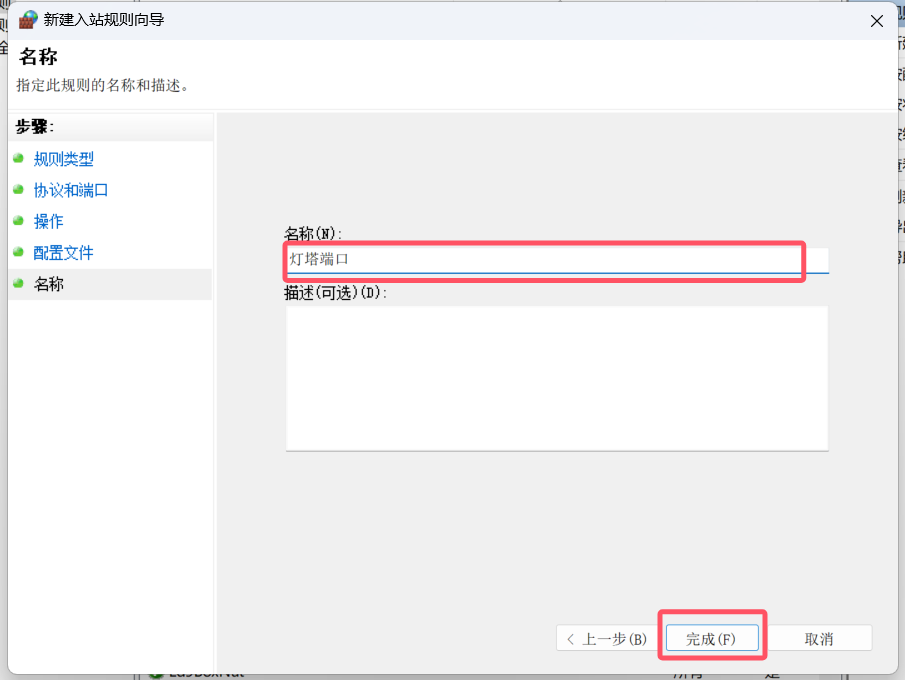 新建入站规则向导
名称
指定此规则的名称和描述。
步骤:
规则类型
协议和端口
操作
配置文件
名称
名称(N):
灯塔端口
描述(可选)(D):
< 上一步(B)
完成(F)
取消